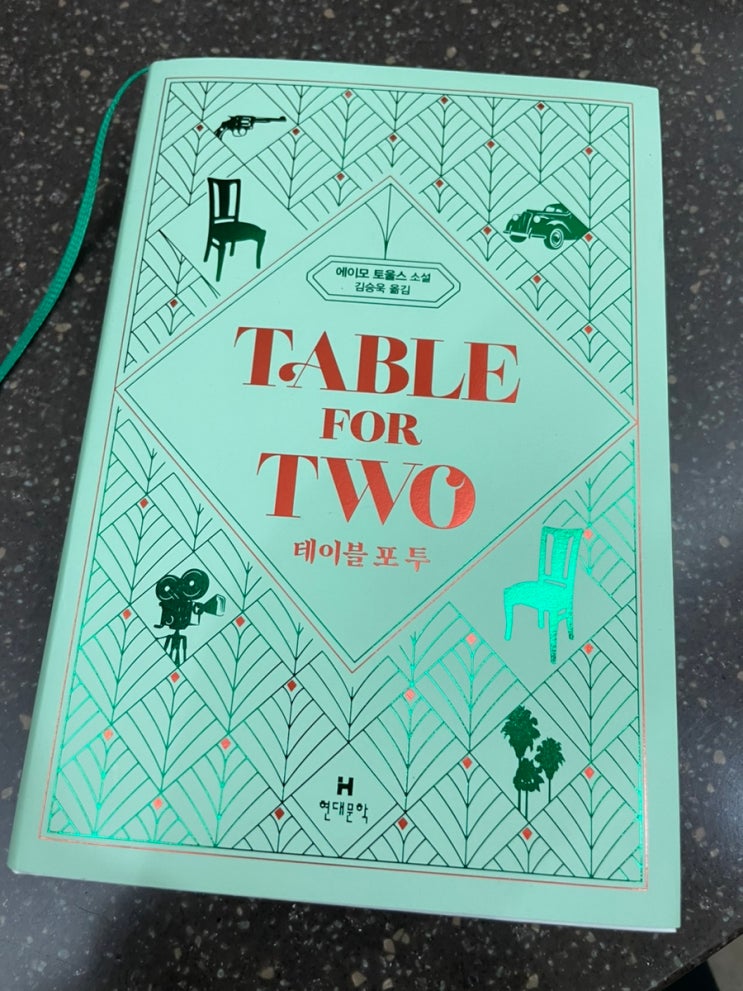 에이모 토울스 소설
김승욱 옮김
TABLE
FOR
TWO
테이블 포 투
H
현대문학